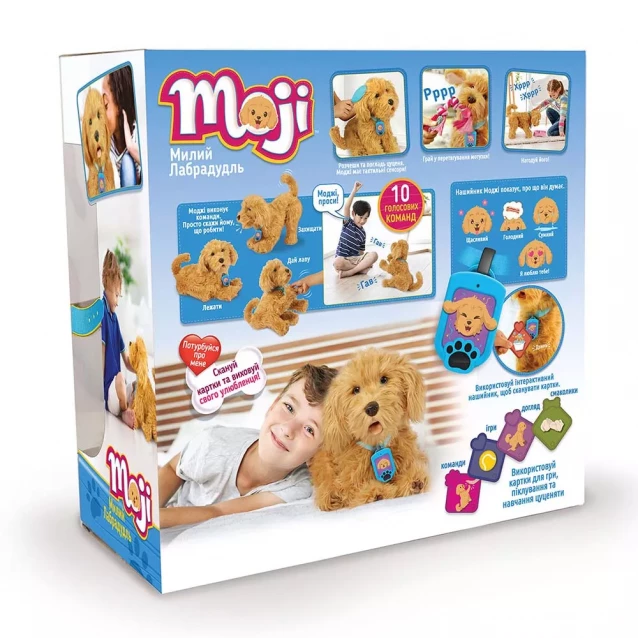 Moji
Милий
Лабрадудль
Розчеши та погладь цуценя.
Моджі має тактильні сенсори!
Рррр
Грай у перетягування мотузки!
Хррр
Хррр
Нагодуй його!
Моджі виконує
команди.
Просто скажи йому,
що робити!
Захищати
Дай лапу
Лежати
Моджі,
проси!
10
ГОЛОСОВИХ
КОМАНД
Гав
Гав
Нашийник Моджі показує, про що він думає.
Щасливий
Голодний
Сумний
Я люблю тебе!
Використовуй інтерактивний
нашийник, щоб сканувати картки.
Потурбуйся
про
мене
Скануй
картки та виховуй
свого улюбленця!
команди
ігри
догляд
смаколики
Використовуй
картки для гри,
піклування та
навчання цуценяти
Moji
Милий
Лабрадудль